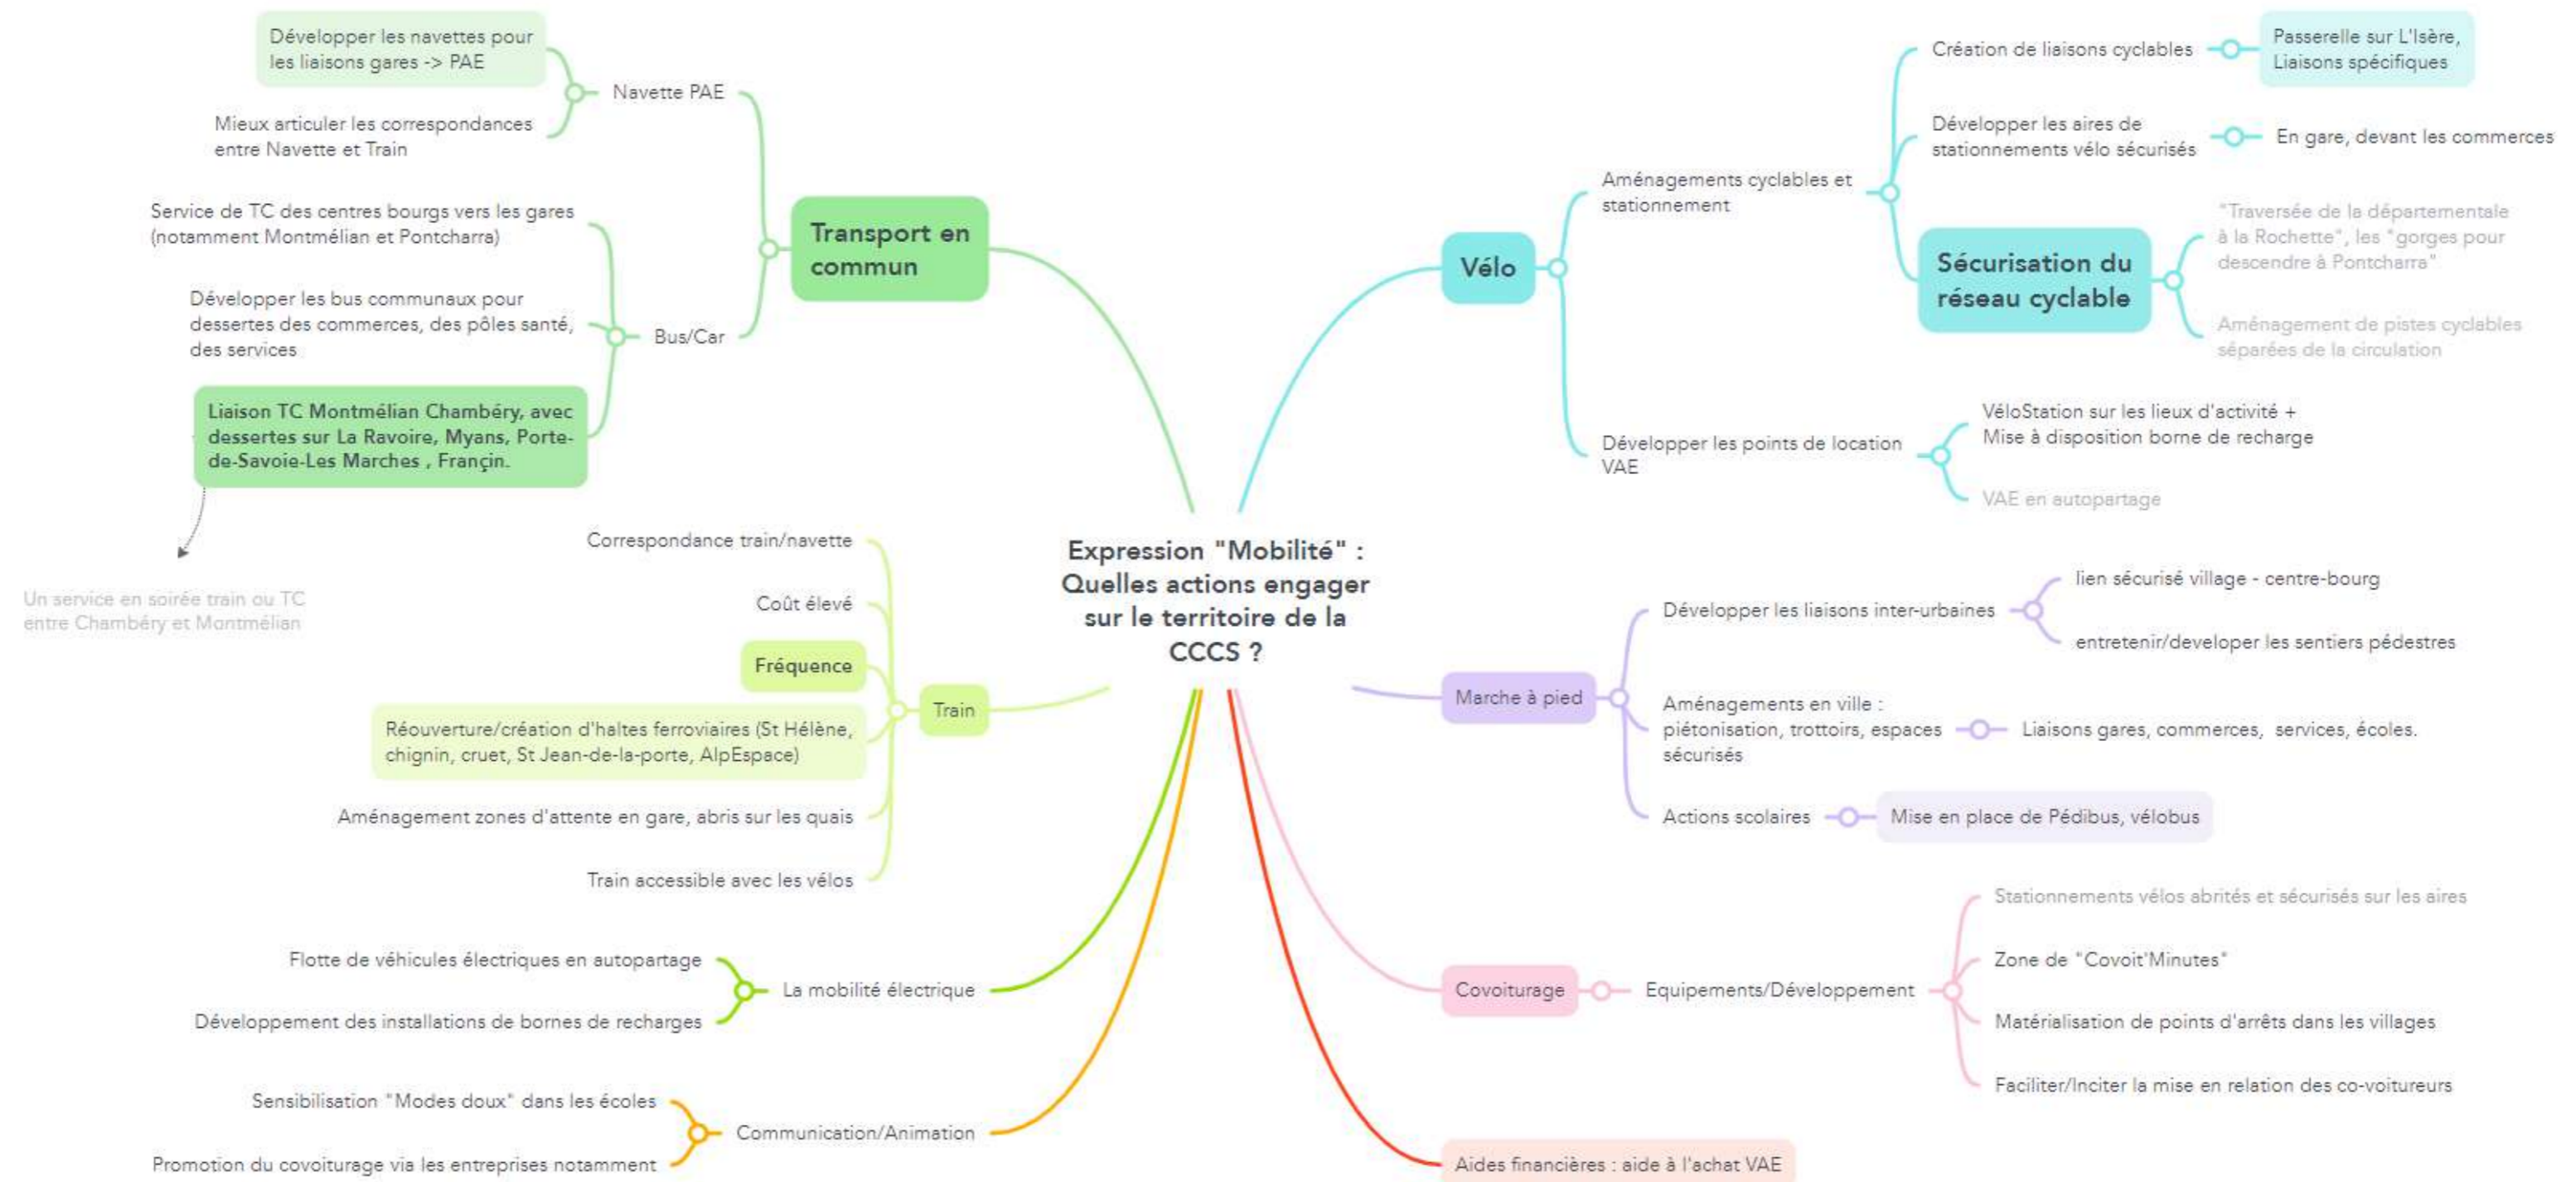 Développer les navettes pour
les liaisons gares -> PAE
Navette PAE
Mieux articuler les correspondances
entre Navette et Train
Service de TC des centres bourgs vers les gares
(notamment Montmélian et Pontcharra)
Transport en
commun
Développer les bus communaux pour
dessertes des commerces, des pôles santé,
des services
Bus/Car
Liaison TC Montmélian Chambéry, avec
dessertes sur La Ravoire, Myans, Porte-
de-Savoie-Les Marches , Françin.
Un service en soirée train ou TC
entre Chambéry et Montmélian
Correspondance train/navette
Coût élevé
Fréquence
Train
Réouverture/création d'haltes ferroviaires (St Hélène,
chignin, cruet, St Jean-de-la-porte, AlpEspace)
Aménagement zones d'attente en gare, abris sur les quais
Train accessible avec les vélos
Flotte de véhicules électriques en autopartage
La mobilité électrique
Développement des installations de bornes de recharges
Sensibilisation "Modes doux" dans les écoles
Communication/Animation
Promotion du covoiturage via les entreprises notamment
Expression "Mobilité" :
Quelles actions engager
sur le territoire de la
CCCS ?
Vélo
Aménagements cyclables et
stationnement
Création de liaisons cyclables
Passerelle sur L'Isère,
Liaisons spécifiques
Développer les aires de
stationnements vélo sécurisés
En gare, devant les commerces
Sécurisation du
réseau cyclable
"Traversée de la départementale
à la Rochette", les "gorges pour
descendre à Pontcharra"
Aménagement de pistes cyclables
séparées de la circulation
Développer les points de location
VAE
VéloStation sur les lieux d'activité +
Mise à disposition borne de recharge
VAE en autopartage
Marche à pied
Développer les liaisons inter-urbaines
lien sécurisé village - centre-bourg
entretenir/developer les sentiers pédestres
Aménagements en ville :
piétonisation, trottoirs, espaces
sécurisés
Liaisons gares, commerces, services, écoles.
Actions scolaires
Mise en place de Pédibus, vélobus
Covoiturage
Equipements/Développement
Stationnements vélos abrités et sécurisés sur les aires
Zone de "Covoit'Minutes"
Matérialisation de points d'arrêts dans les villages
Faciliter/Inciter la mise en relation des co-voitureurs
Aides financières : aide à l'achat VAE